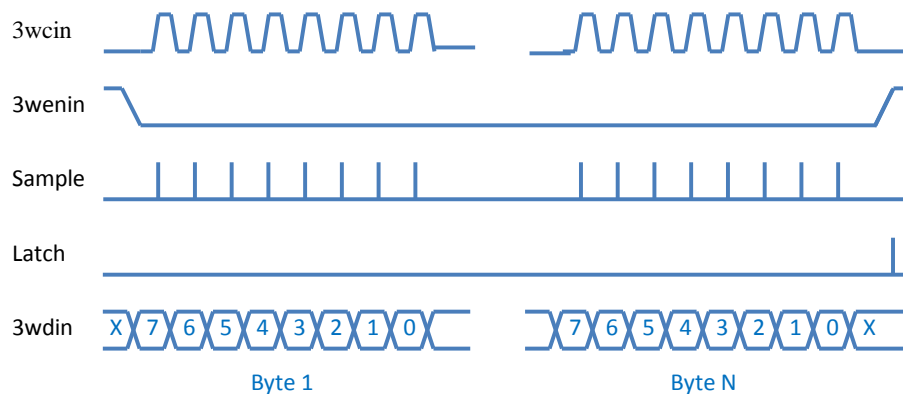 3wcin
3wenin
Sample
Latch
3wdin X 7 6 5 4 3 2 1 0 7 6 5 4 3 2 1 0 X
Byte 1 Byte N